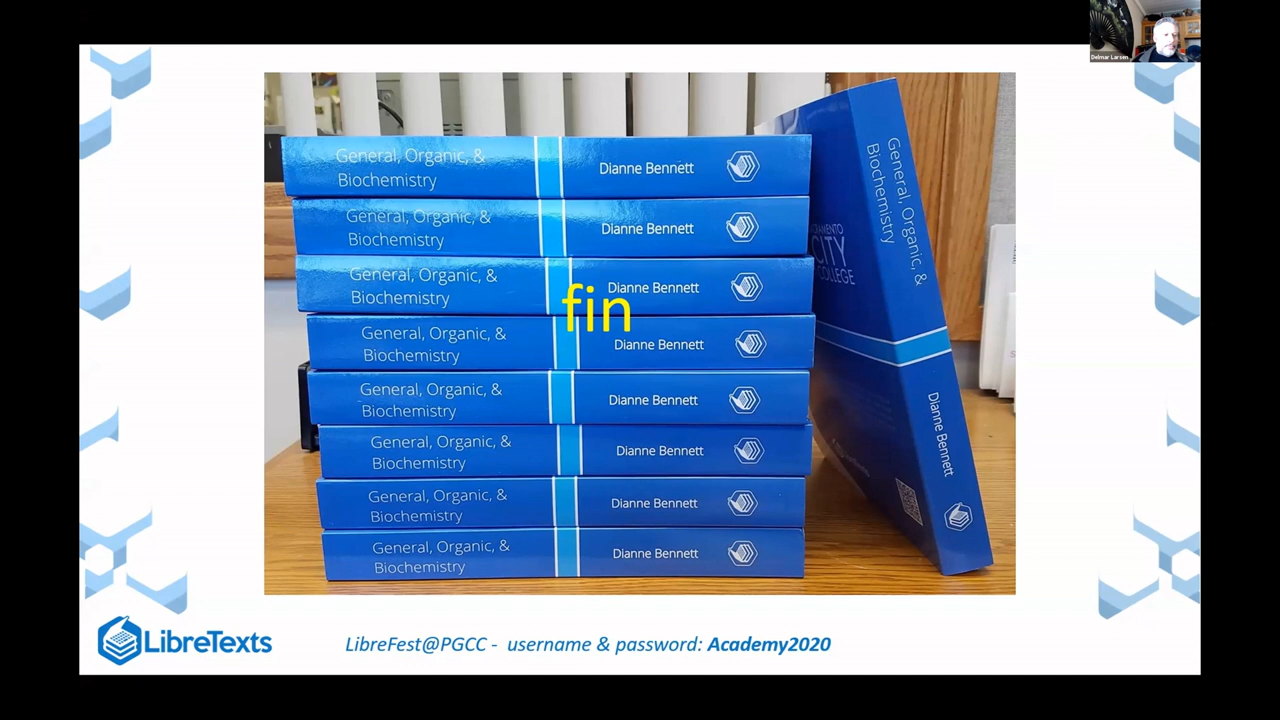 Delmar Larsen
General, Organic, &
Biochemistry
Dianne Bennett
General, Organic, &
Biochemistry
Dianne Bennett
General, Organic, &
Biochemistry
Dianne Bennett
fin
General, Organic, &
Biochemistry
Dianne Bennett
General, Organic, &
Biochemistry
Dianne Bennett
General, Organic, &
Biochemistry
Dianne Bennett
General, Organic, &
Biochemistry
Dianne Bennett
General, Organic, &
Biochemistry
Dianne Bennett
General, Organic, &
Biochemistry
Dianne Bennett
CITY
COLLEGE
LibreTexts
LibreFest@PGCC - username & password: Academy2020